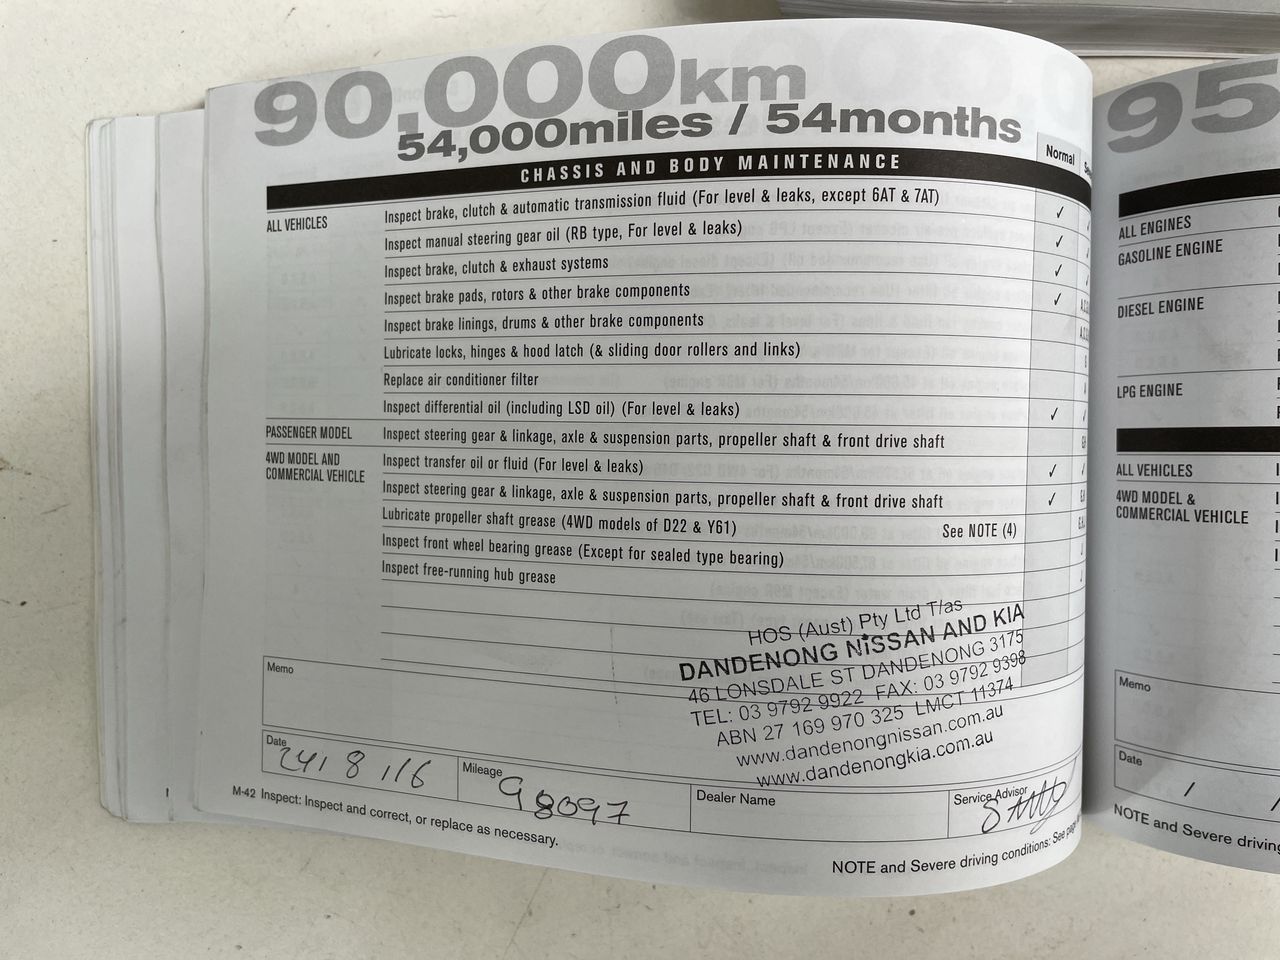 90,000km
54,000miles / 54months
CHASSIS AND BODY MAINTENANCE
Normal
ALL VEHICLES
Inspect brake, clutch & automatic transmission fluid (For level & leaks, except 6AT & 7AT) ✓
Inspect manual steering gear oil (RB type, For level & leaks) ✓
Inspect brake, clutch & exhaust systems ✓
Inspect brake pads, rotors & other brake components ✓
Inspect brake linings, drums & other brake components
Lubricate locks, hinges & hood latch (& sliding door rollers and links)
Replace air conditioner filter
Inspect differential oil (including LSD oil) (For level & leaks) ✓
PASSENGER MODEL
Inspect steering gear & linkage, axle & suspension parts, propeller shaft & front drive shaft
4WD MODEL AND
COMMERCIAL VEHICLE
Inspect transfer oil or fluid (For level & leaks) ✓
Inspect steering gear & linkage, axle & suspension parts, propeller shaft & front drive shaft ✓
Lubricate propeller shaft grease (4WD models of D22 & Y61) See NOTE (4)
Inspect front wheel bearing grease (Except for sealed type bearing)
Inspect free-running hub grease
HOS (Aust) Pty Ltd T/as
DANDENONG NISSAN AND KIA
46 LONSDALE ST DANDENONG 3175
TEL: 03 9792 9922 FAX: 03 9792 9398
ABN 27 169 970 325 LMCT 11374
www.dandenongnissan.com.au
www.dandenongkia.com.au
Memo
Date
24/8/16
Mileage
98097
Dealer Name
Service Advisor
M-42 Inspect: Inspect and correct, or replace as necessary.
NOTE and Severe driving conditions: See
95
ALL ENGINES
GASOLINE ENGINE
DIESEL ENGINE
LPG ENGINE
ALL VEHICLES
4WD MODEL &
COMMERCIAL VEHICLE
Memo
Date
/ /
NOTE and Severe driving